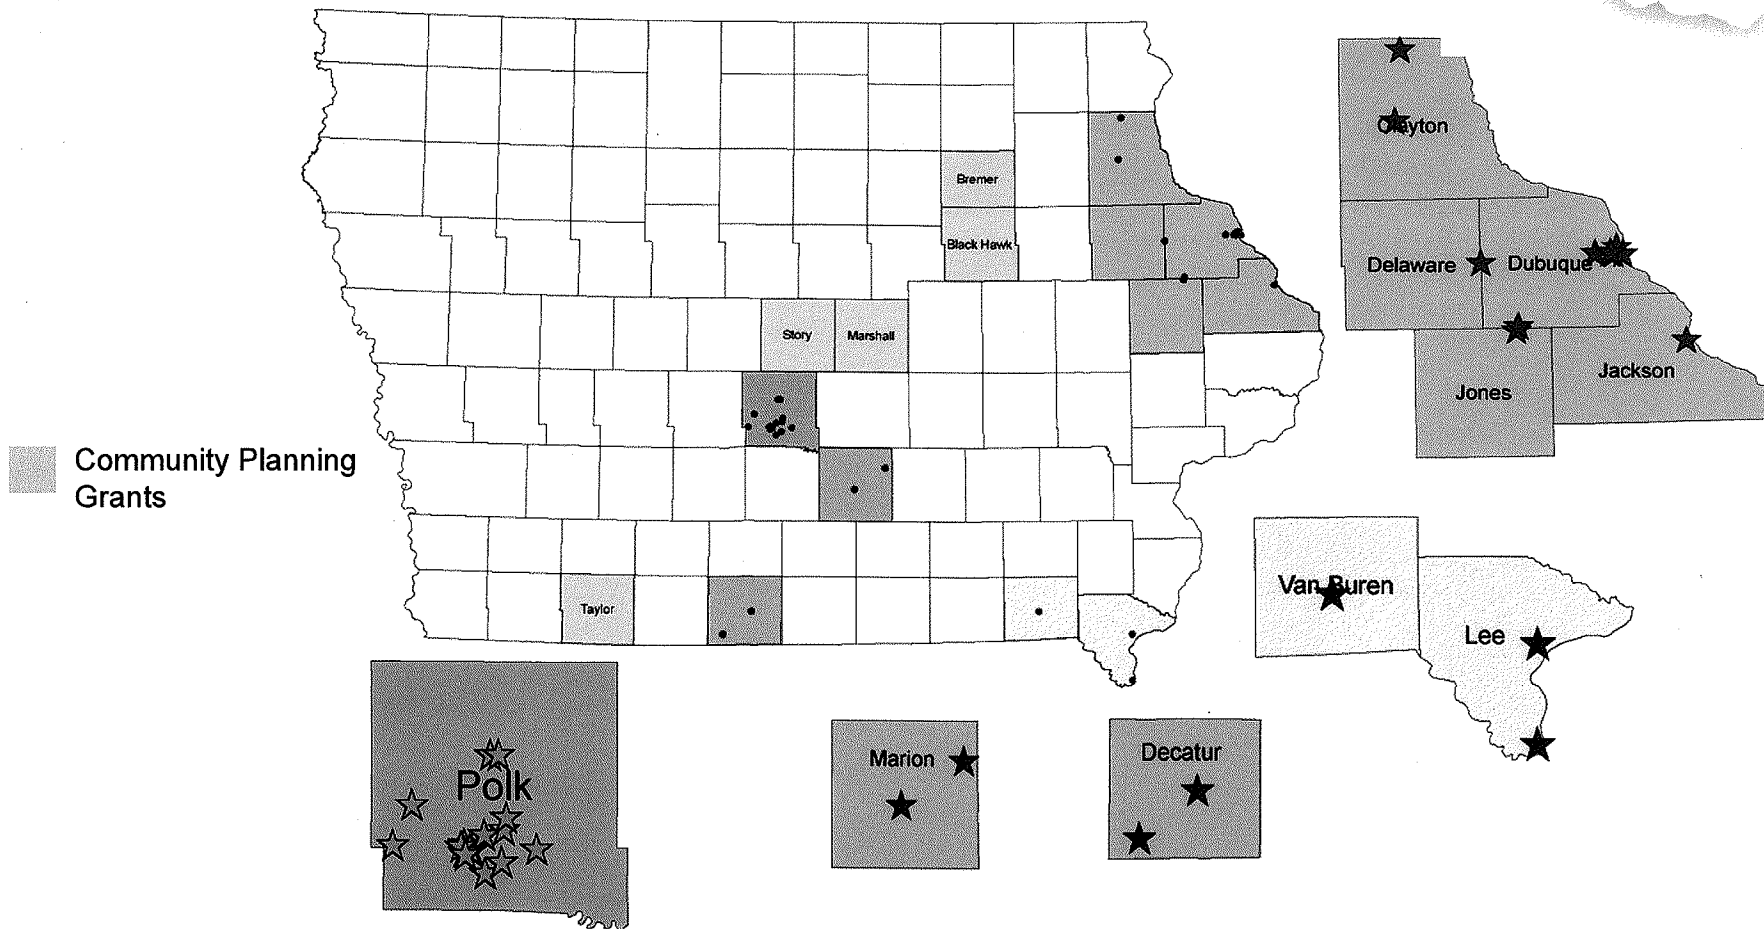 Clayton
Bremer
Black Hawk
Delaware
Dubuque
Story
Marshall
Jackson
Jones
Community Planning
Grants
Van Buren
Taylor
Lee
Marion
Decatur
Polk